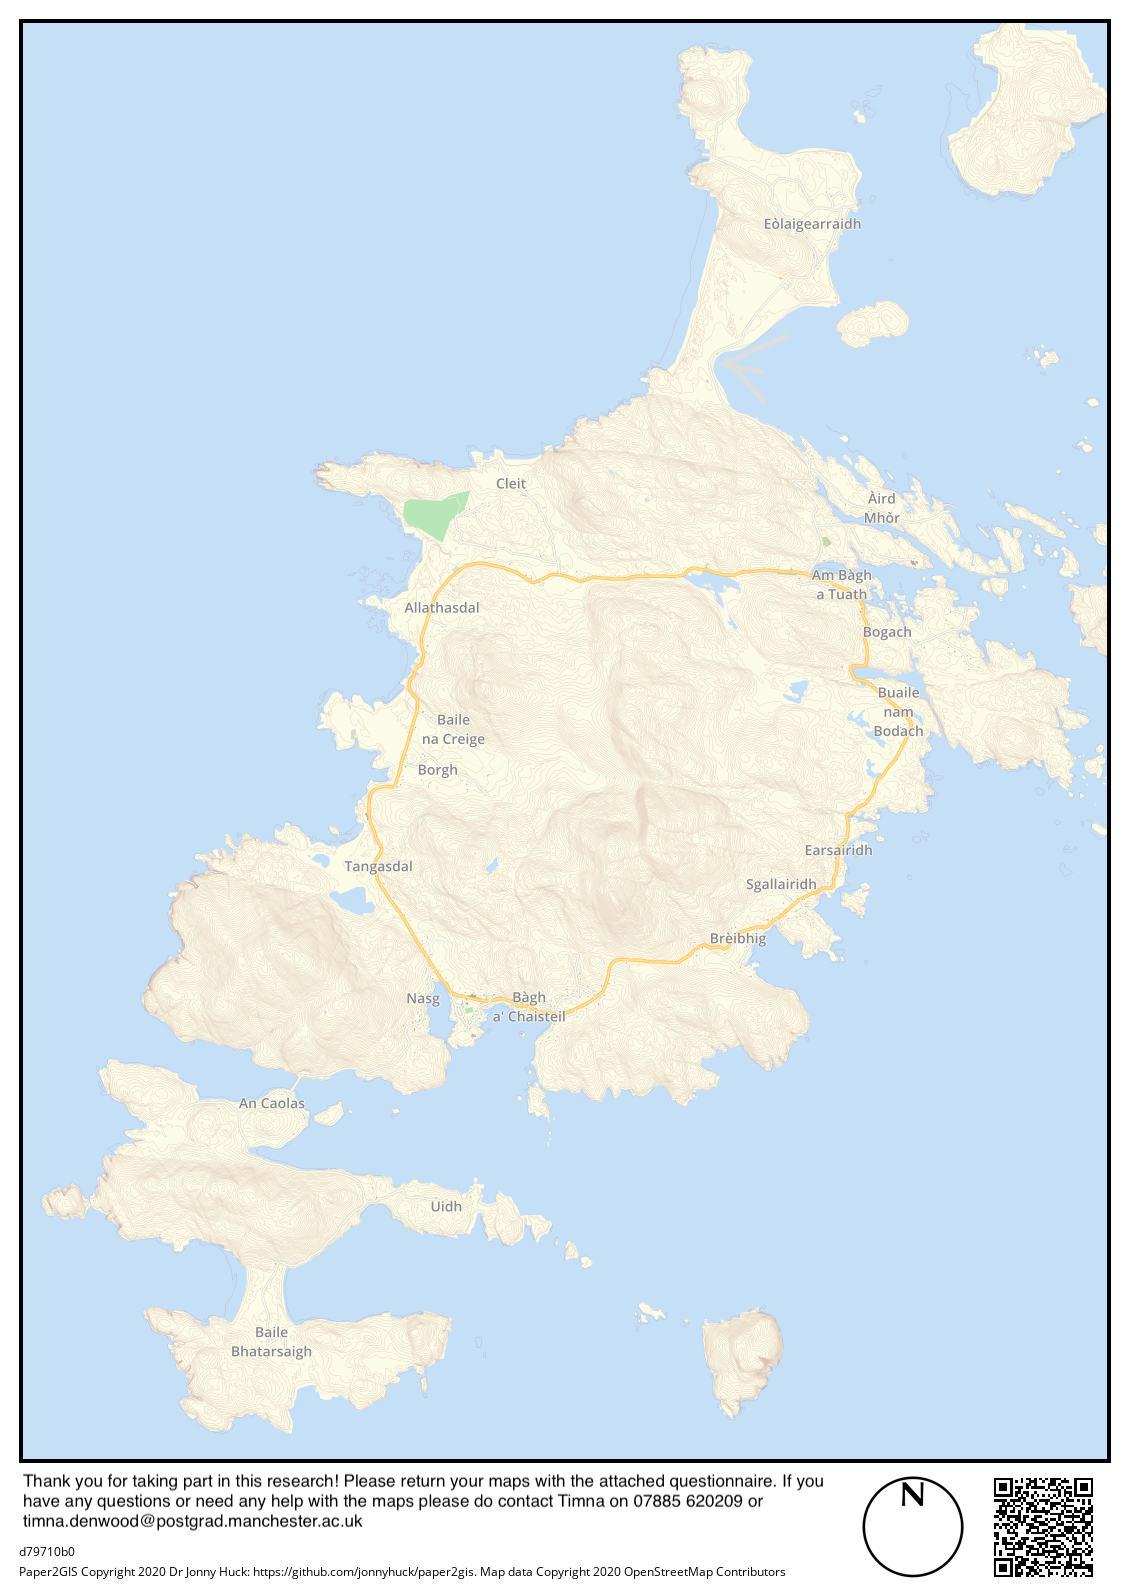 Eòlaigearraidh
Cleit
Àird
Mhòr
Am Bàgh
a Tuath
Allathasdal
Bogach
Buaile
nam
Bodach
Baile
na Creige
Borgh
Earsairidh
Tangasdal
Sgallairidh
Brèibhig
Nasg
Bàgh
a' Chaisteil
An Caolas
Uidh
Baile
Bhatarsaigh
Thank you for taking part in this research! Please return your maps with the attached questionnaire. If you
have any questions or need any help with the maps please do contact Timna on 07885 620209 or
timna.denwood@postgrad.manchester.ac.uk
N
d79710b0
Paper2GIS Copyright 2020 Dr Jonny Huck: https://github.com/jonnyhuck/paper2gis. Map data Copyright 2020 OpenStreetMap Contributors